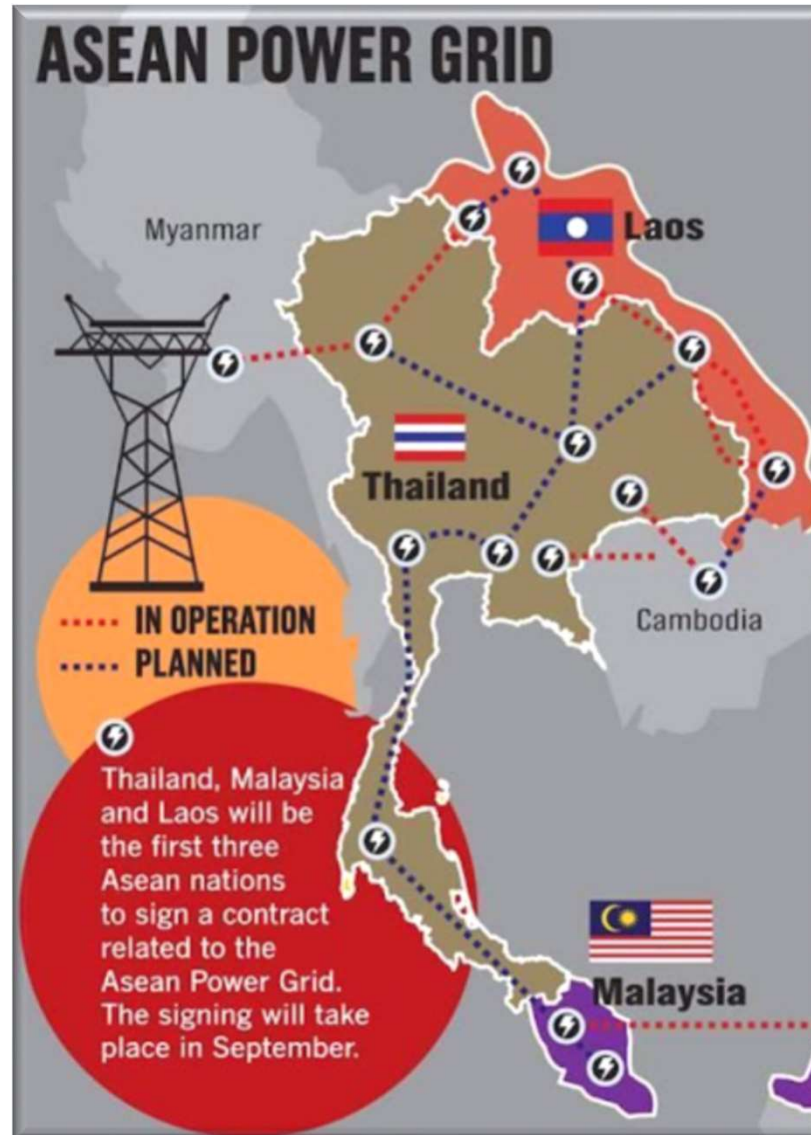 ASEAN POWER GRID
Myanmar
Laos
Thailand
IN OPERATION
PLANNED
Cambodia
Thailand, Malaysia
and Laos will be
the first three
Asean nations
to sign a contract
related to the
Asean Power Grid.
The signing will take
place in September.
Malaysia